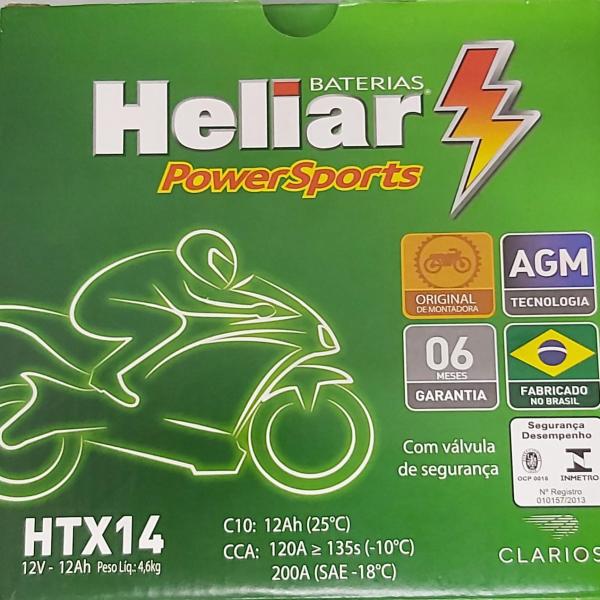 BATERIAS
Heliar®
PowerSports
ORIGINAL
DE MONTADORA
AGM
TECNOLOGIA
06
MESES
GARANTIA
FABRICADO
NO BRASIL
Com válvula
de segurança
Segurança
Desempenho
OCP 0018
INMETRO
Nº Registro
010157/2013
HTX14
12V - 12Ah Peso Líq.: 4,6kg
C10: 12Ah (25°C)
CCA: 120A ≥ 135s (-10°C)
200A (SAE -18°C)
CLARIOS